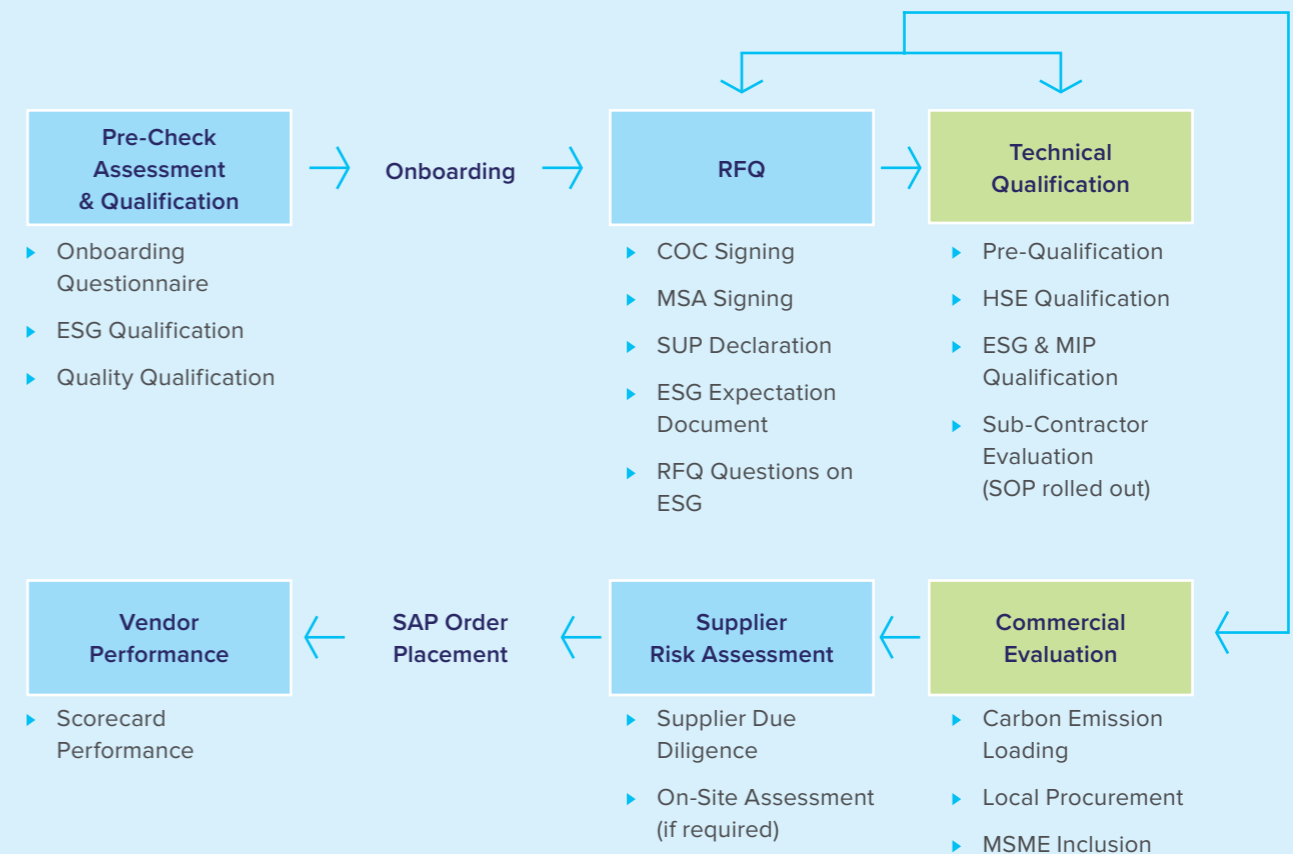 Pre-Check
Assessment
& Qualification
Onboarding
Questionnaire
ESG Qualification
Quality Qualification
Onboarding
RFQ
COC Signing
MSA Signing
SUP Declaration
ESG Expectation
Document
RFQ Questions on
ESG
Technical
Qualification
Pre-Qualification
HSE Qualification
ESG & MIP
Qualification
Sub-Contractor
Evaluation
(SOP rolled out)
Commercial
Evaluation
Carbon Emission
Loading
Local Procurement
MSME Inclusion
Supplier
Risk Assessment
Supplier Due
Diligence
On-Site Assessment
(if required)
SAP Order
Placement
Vendor
Performance
Scorecard
Performance